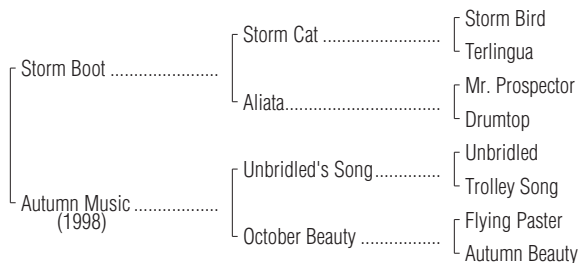 Storm Bird
Storm Cat ........................
Terlingua
Storm Boot ......................
Mr. Prospector
Aliata................................
Drumtop
Unbridled
Unbridled's Song.............
Trolley Song
Autumn Music .................
(1998)
Flying Paster
October Beauty ................
Autumn Beauty